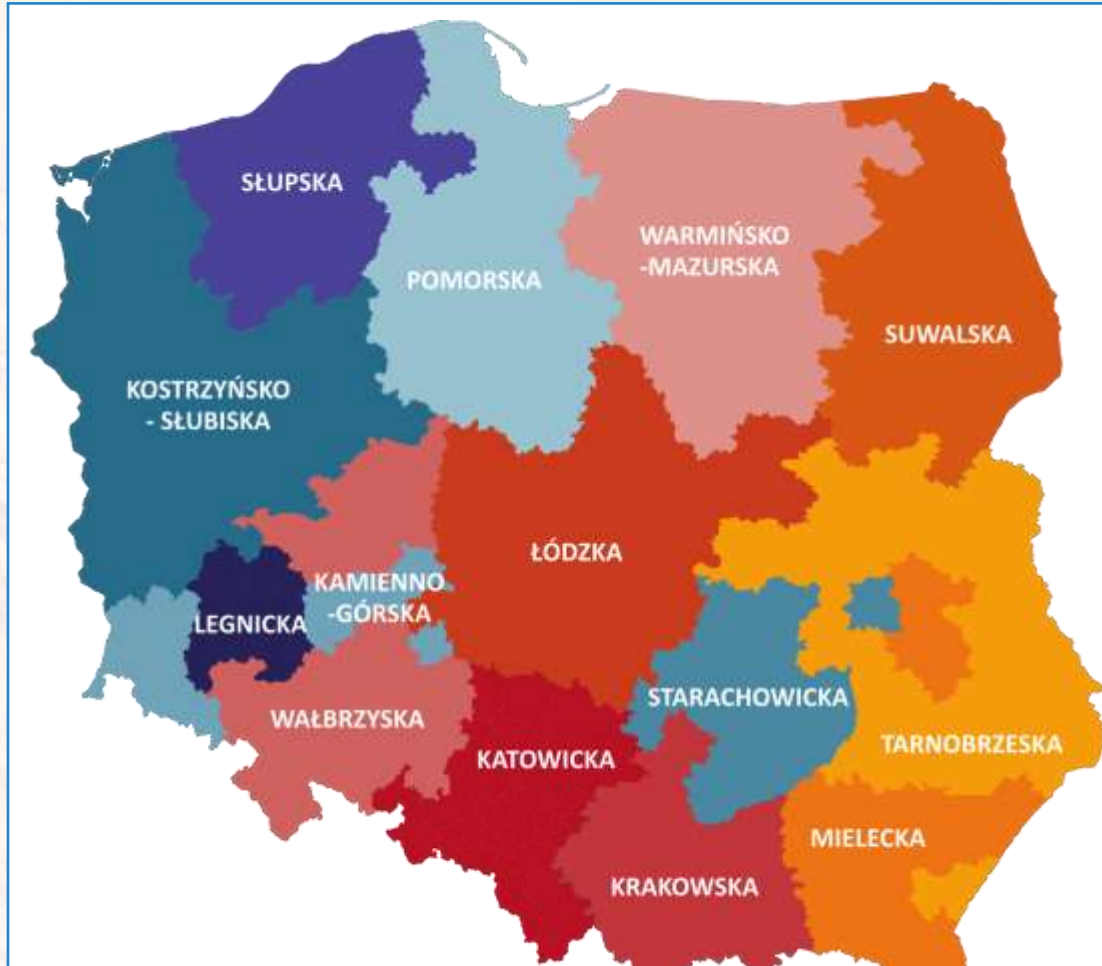 SŁUPSKA
POMORSKA
WARMIŃSKO
-MAZURSKA
SUWALSKA
KOSTRZYŃSKO
- SŁUBISKA
ŁÓDZKA
KAMIENNO
-GÓRSKA
LEGNICKA
STARACHOWICKA
WAŁBRZYSKA
TARNOBRZESKA
KATOWICKA
MIELECKA
KRAKOWSKA